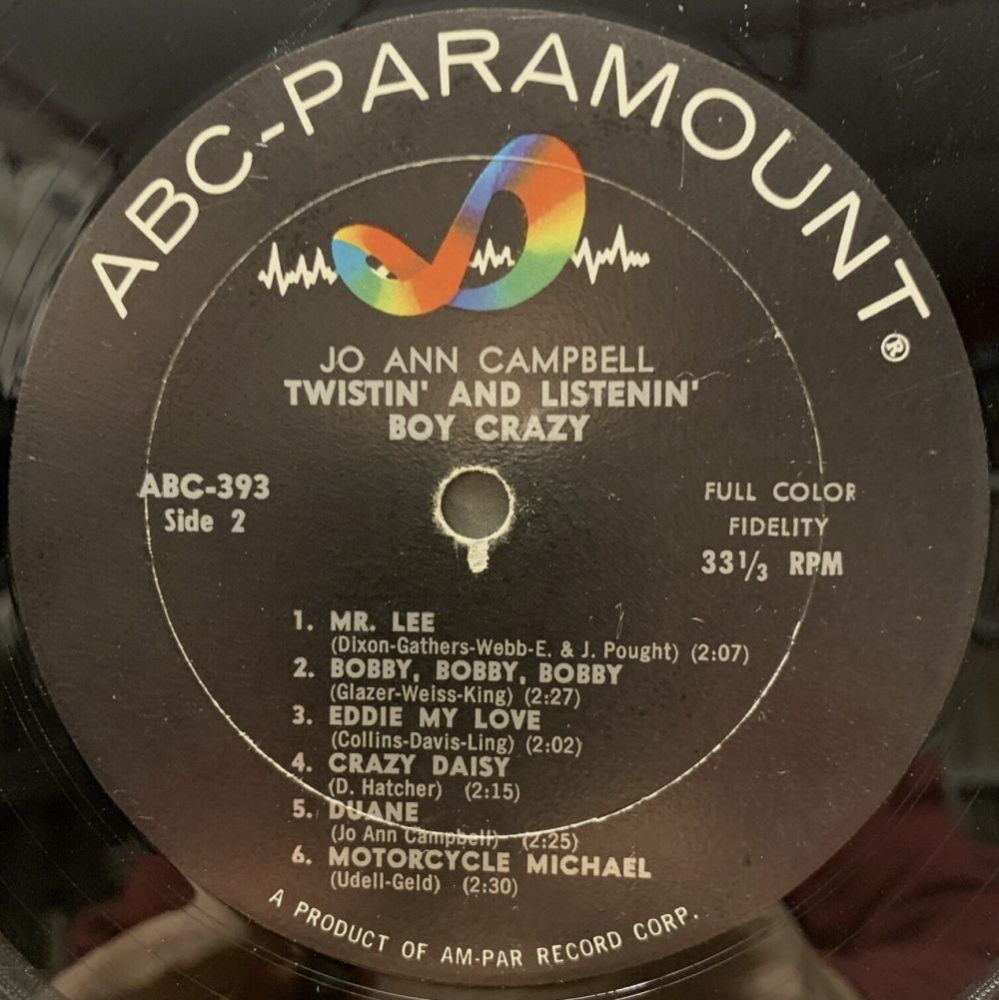 ABC-PARAMOUNT®
JO ANN CAMPBELL
TWISTIN' AND LISTENIN'
BOY CRAZY
ABC-393
Side 2
FULL COLOR
FIDELITY
33 1/3 RPM
1. MR. LEE
(Dixon-Gathers-Webb-E. & J. Pought) (2:07)
2. BOBBY, BOBBY, BOBBY
(Glazer-Weiss-King) (2:27)
3. EDDIE MY LOVE
(Collins-Davis-Ling) (2:02)
4. CRAZY DAISY
(D. Hatcher) (2:15)
5. DUANE
(Jo Ann Campbell) (2:25)
6. MOTORCYCLE MICHAEL
(Udell-Geld) (2:30)
A PRODUCT OF AM-PAR RECORD CORP.